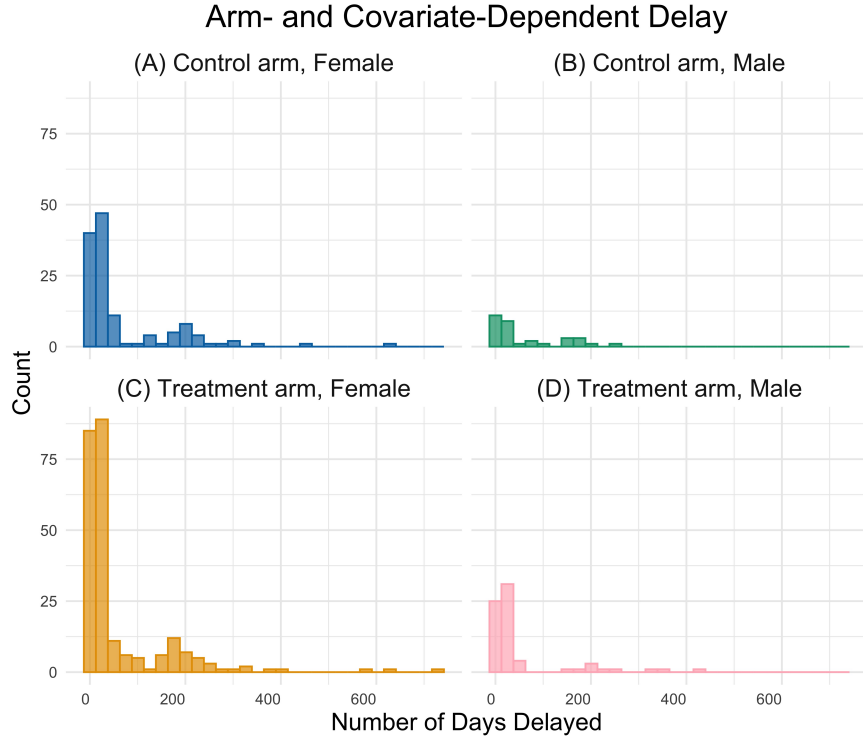 Arm- and Covariate-Dependent Delay
(A) Control arm, Female
(B) Control arm, Male
75
50
25
0
Count
(C) Treatment arm, Female
(D) Treatment arm, Male
75
50
25
0
0 200 400 600
0 200 400 600
Number of Days Delayed